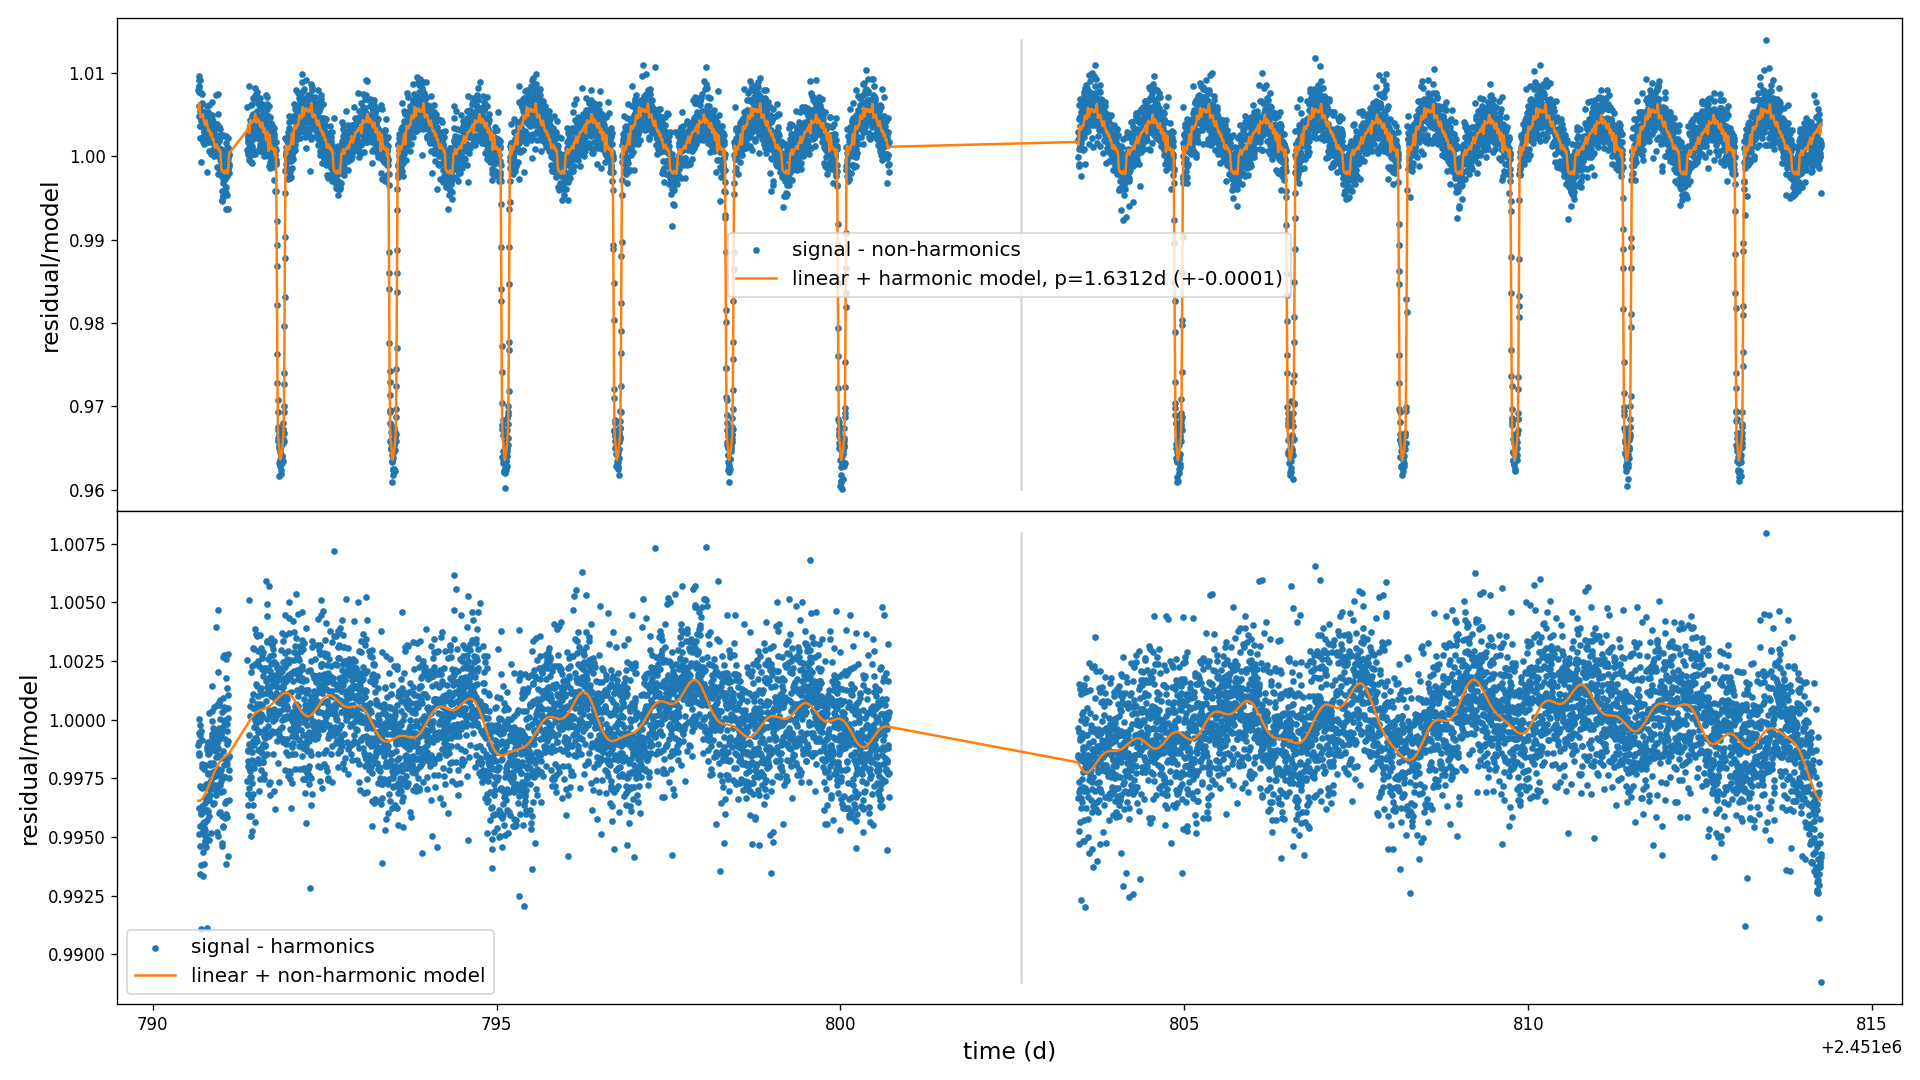 1.01
1.00
0.99
0.98
0.97
0.96
residual/model
signal - non-harmonics
linear + harmonic model, p=1.6312d (+-0.0001)
1.0075
1.0050
1.0025
1.0000
0.9975
0.9950
0.9925
0.9900
residual/model
signal - harmonics
linear + non-harmonic model
790
795
800
805
810
815
+2.451e6
time (d)